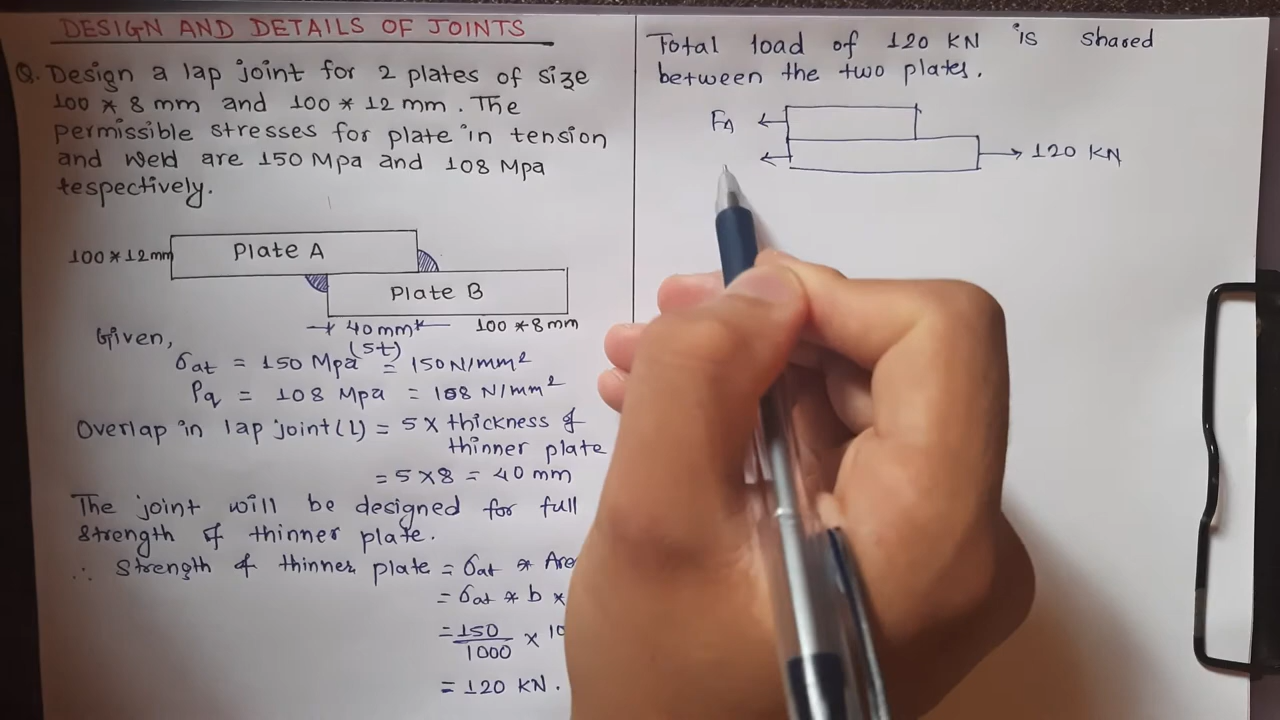 DESIGN AND DETAILS OF JOINTS
Q. Design a lap joint for 2 plates of size
100 * 8 mm and 100 * 12 mm. The
permissible stresses for plate in tension
and weld are 150 Mpa and 108 Mpa
respectively.
100 * 12 mm
Plate A
Plate B
40 mm
(5t)
100 * 8 mm
Given,
σat = 150 Mpa = 150 N/mm²
Pq = 108 Mpa = 108 N/mm²
Overlap in lap joint (L) = 5 × thickness of
thinner plate
= 5 × 8 = 40 mm
The joint will be designed for full
strength of thinner plate.
∴ Strength of thinner plate = σat *
= σat * b *
= 150/1000 ×
= 120 KN.
Total load of 120 KN is shared
between the two plates.
FA
120 KN